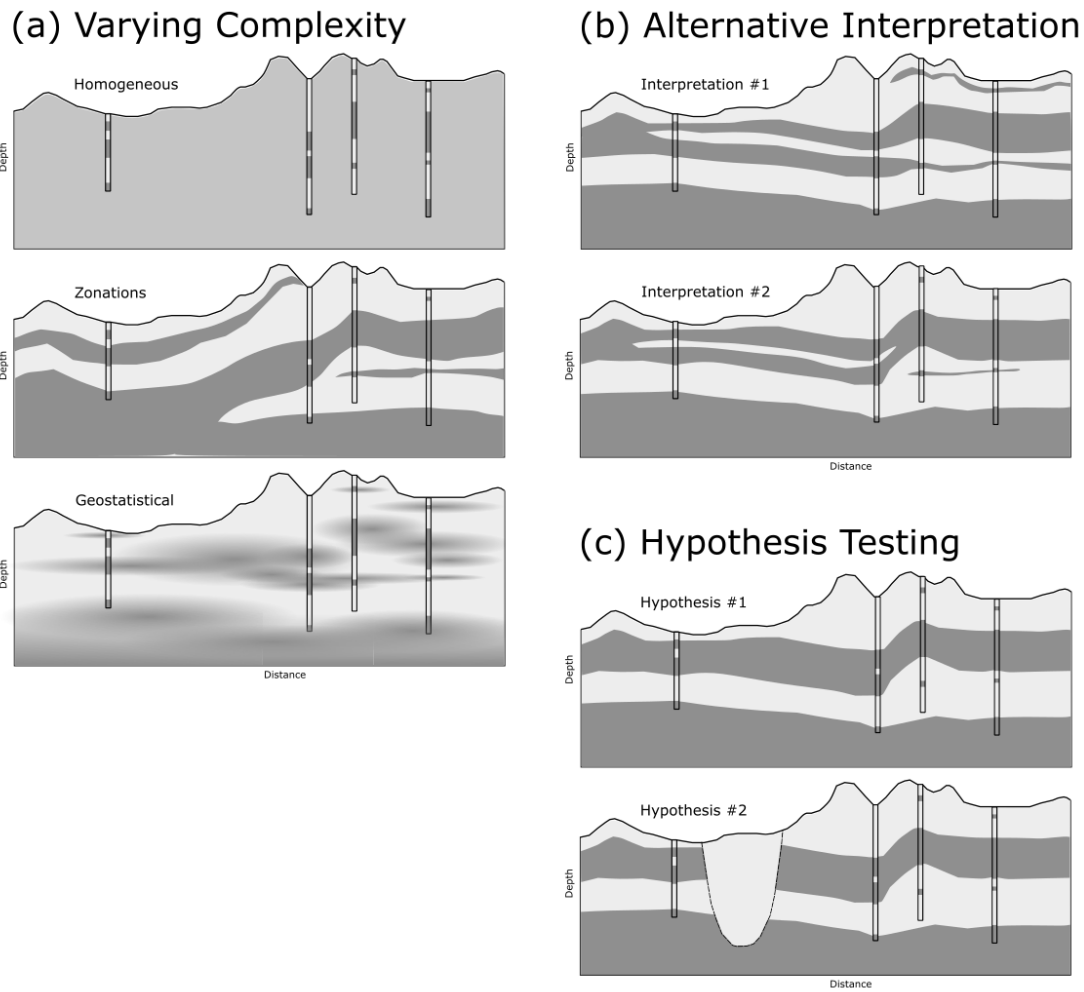 (a) Varying Complexity
Homogeneous
Depth
Zonations
Depth
Geostatistical
Depth
Distance
(b) Alternative Interpretation
Interpretation #1
Depth
Interpretation #2
Depth
Distance
(c) Hypothesis Testing
Hypothesis #1
Depth
Hypothesis #2
Depth
Distance